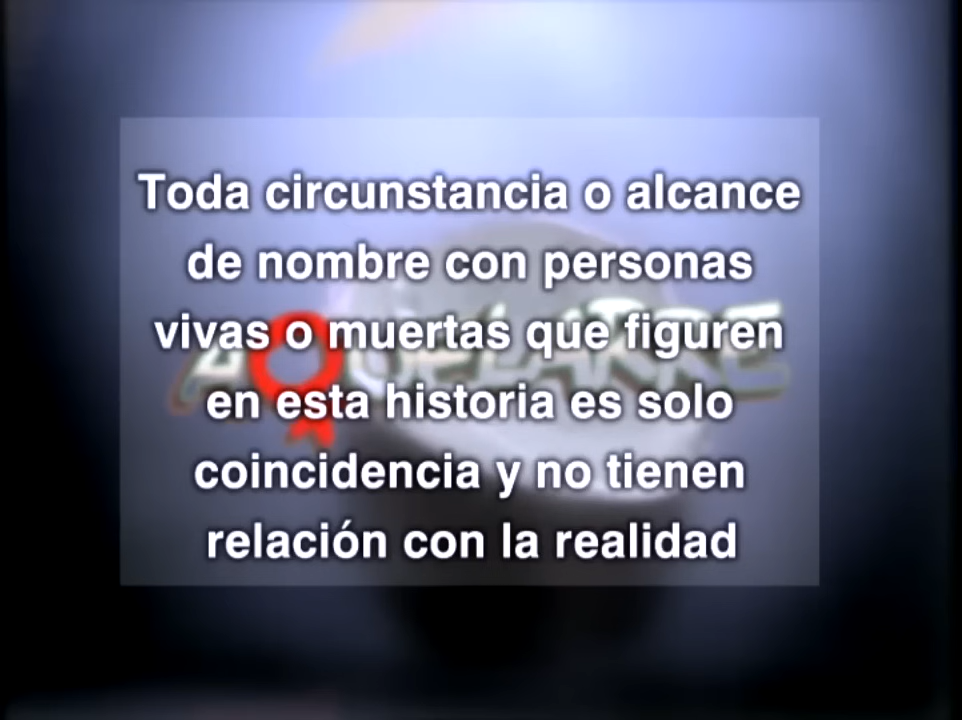 Toda circunstancia o alcance
de nombre con personas
vivas o muertas que figuren
en esta historia es solo
coincidencia y no tienen
relación con la realidad
AQUELARRE